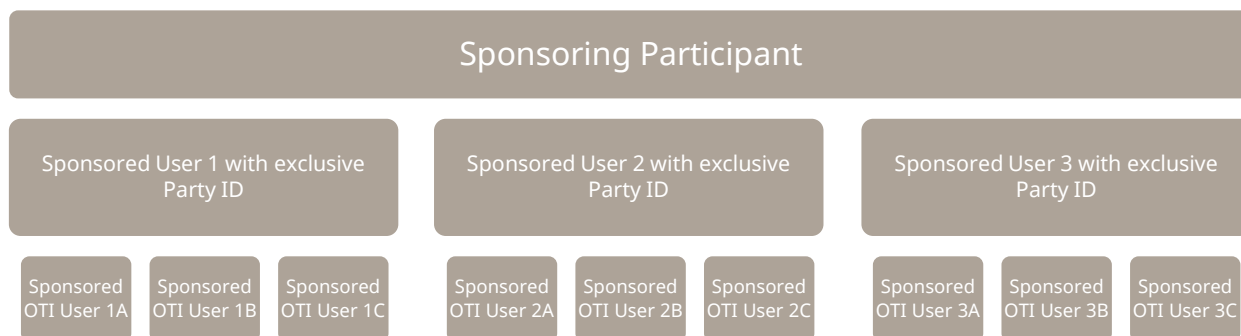 Sponsoring Participant
Sponsored User 1 with exclusive
Party ID
Sponsored User 2 with exclusive
Party ID
Sponsored User 3 with exclusive
Party ID
Sponsored
OTI User 1A
Sponsored
OTI User 1B
Sponsored
OTI User 1C
Sponsored
OTI User 2A
Sponsored
OTI User 2B
Sponsored
OTI User 2C
Sponsored
OTI User 3A
Sponsored
OTI User 3B
Sponsored
OTI User 3C